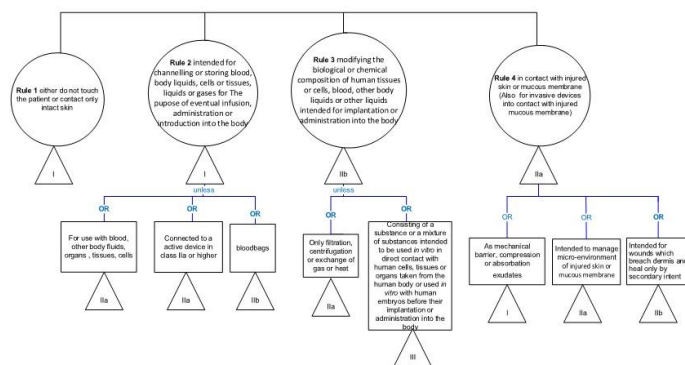 Rule 1 either do not touch
the patient or contact only
intact skin
I
Rule 2 intended for
channelling or storing blood,
body liquids, cells or tissues,
liquids or gases for The
pupose of eventual infusion,
administration or
introduction into the body
I
unless
OR
For use with blood,
other body fluids,
organs , tissues, cells
IIa
OR
Connected to a
active device in
class IIa or higher
IIa
OR
bloodbags
IIb
Rule 3 modifying the
biological or chemical
composition of human tissues
or cells, blood, other body
liquids or other liquids
intended for implantation or
administration into the body
IIb
unless
OR
Only filtration,
centrifugation
or exchange of
gas or heat
IIa
OR
Consisting of a
substance or a mixture
of substances intended
to be used in vitro in
direct contact with
human cells, tissues or
organs taken from the
human body or used in
vitro with human
embryos before their
implantation or
administration into the
body
III
Rule 4 in contact with injured
skin or mucous membrane
(Also for invasive devices
into contact with injured
mucous membrane)
IIa
OR
As mechanical
barrier, compression
or absorbation
exudates
I
OR
Intended to manage
micro-environment
of injured skin or
mucous membrane
IIa
OR
Intended for
wounds which
breach dermis and
heal only by
secondary intent
IIb